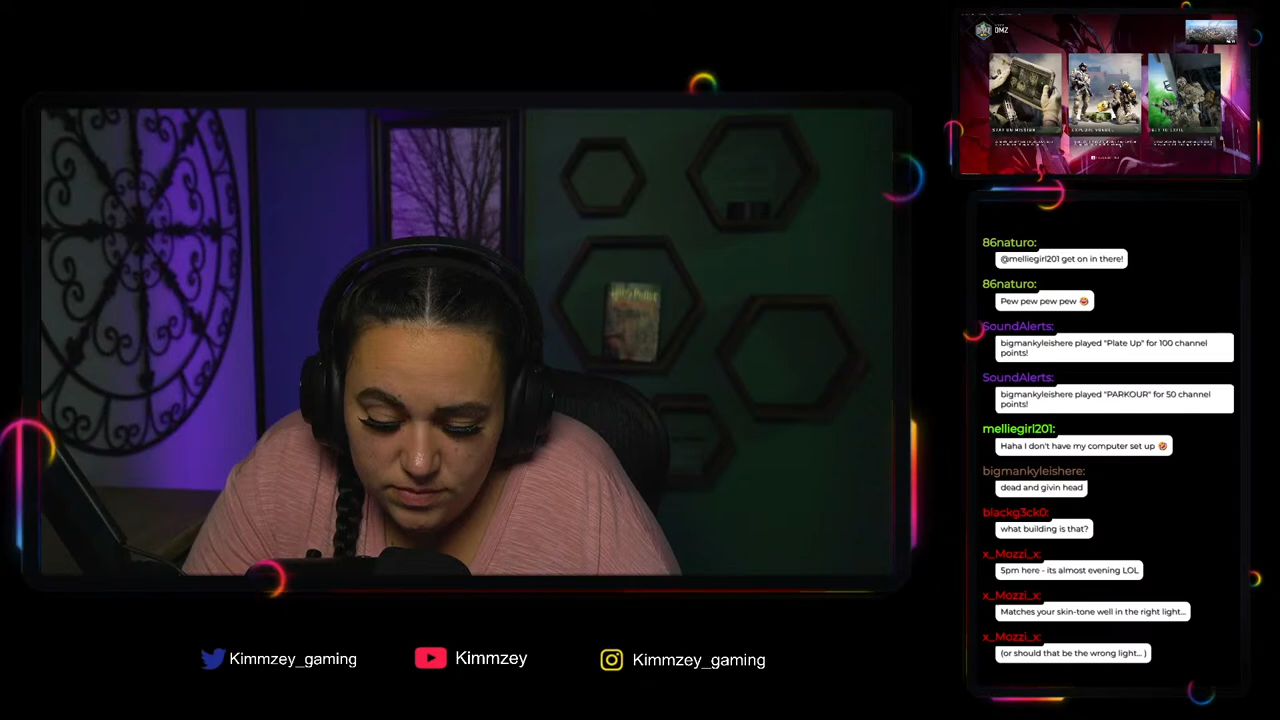 DMZ
STAY ON MISSION
Kimmzey_gaming
Kimmzey
Kimmzey_gaming
86naturo:
@melliegirl201 get on in there!
86naturo:
Pew pew pew pew 🤣
SoundAlerts:
bigmankyleishere played "Plate Up" for 100 channel
points!
SoundAlerts:
bigmankyleishere played "PARKOUR" for 50 channel
points!
melliegirl201:
Haha I don't have my computer set up 🤣
bigmankyleishere:
dead and givin head
blackg3ck0:
what building is that?
x_Mozzi_x:
5pm here - its almost evening LOL
x_Mozzi_x:
Matches your skin-tone well in the right light...
x_Mozzi_x:
(or should that be the wrong light... )